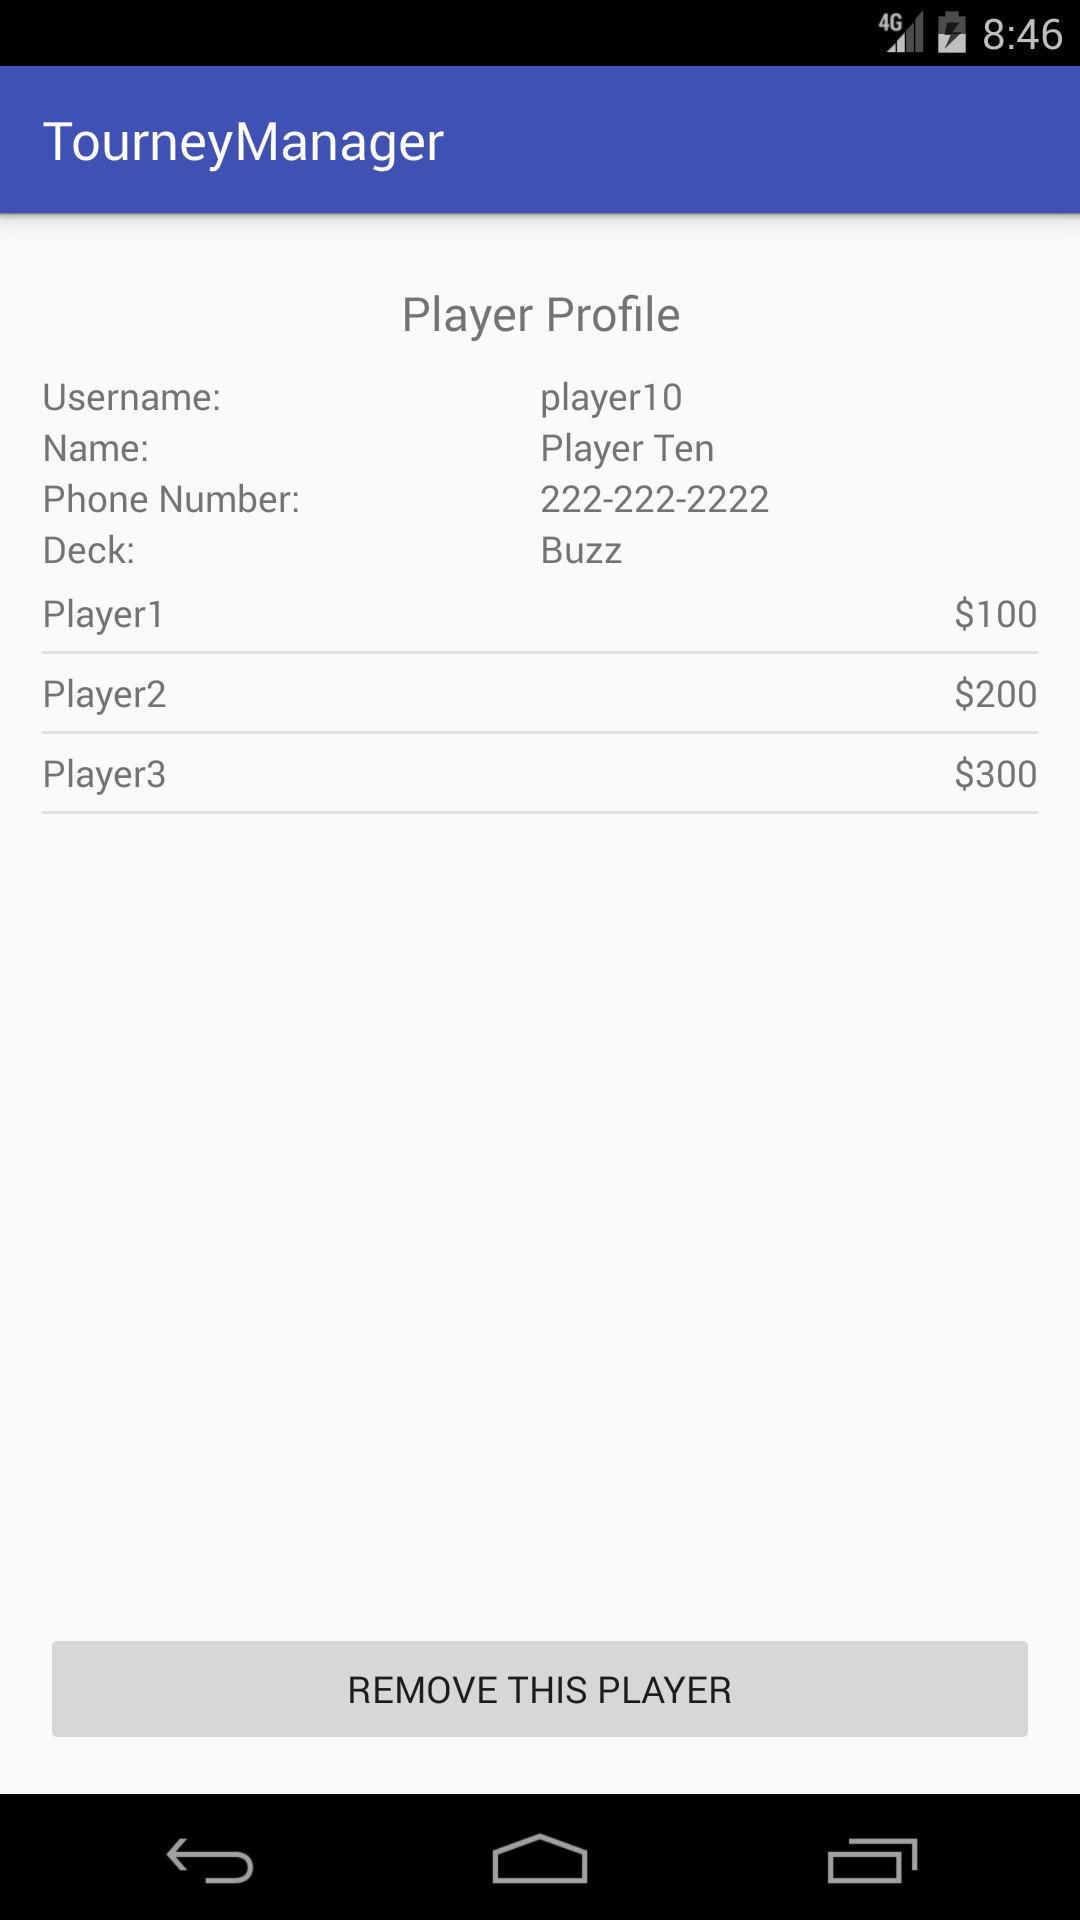 4G 8:46
TourneyManager
Player Profile
Username: player10
Name: Player Ten
Phone Number: 222-222-2222
Deck: Buzz
Player1 $100
Player2 $200
Player3 $300
REMOVE THIS PLAYER